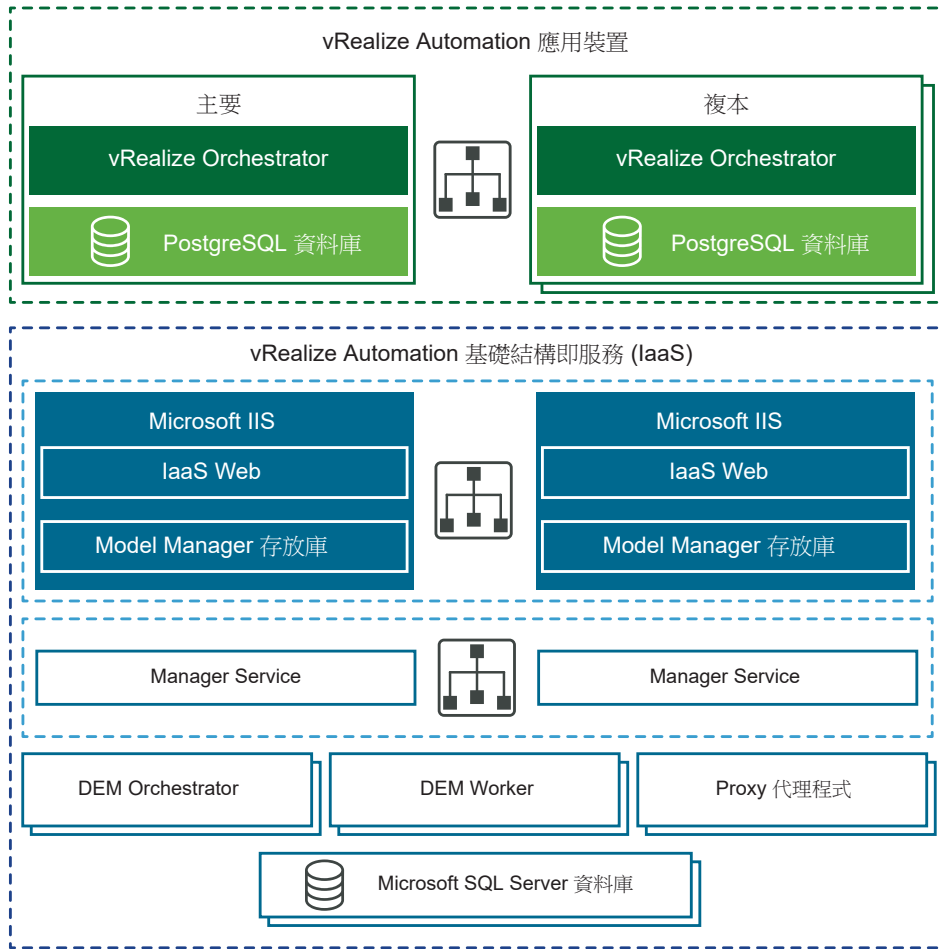 vRealize Automation 應用裝置
主要
vRealize Orchestrator
PostgreSQL 資料庫
複本
vRealize Orchestrator
PostgreSQL 資料庫
vRealize Automation 基礎結構即服務 (IaaS)
Microsoft IIS
IaaS Web
Model Manager 存放庫
Microsoft IIS
IaaS Web
Model Manager 存放庫
Manager Service
Manager Service
DEM Orchestrator
DEM Worker
Proxy 代理程式
Microsoft SQL Server 資料庫